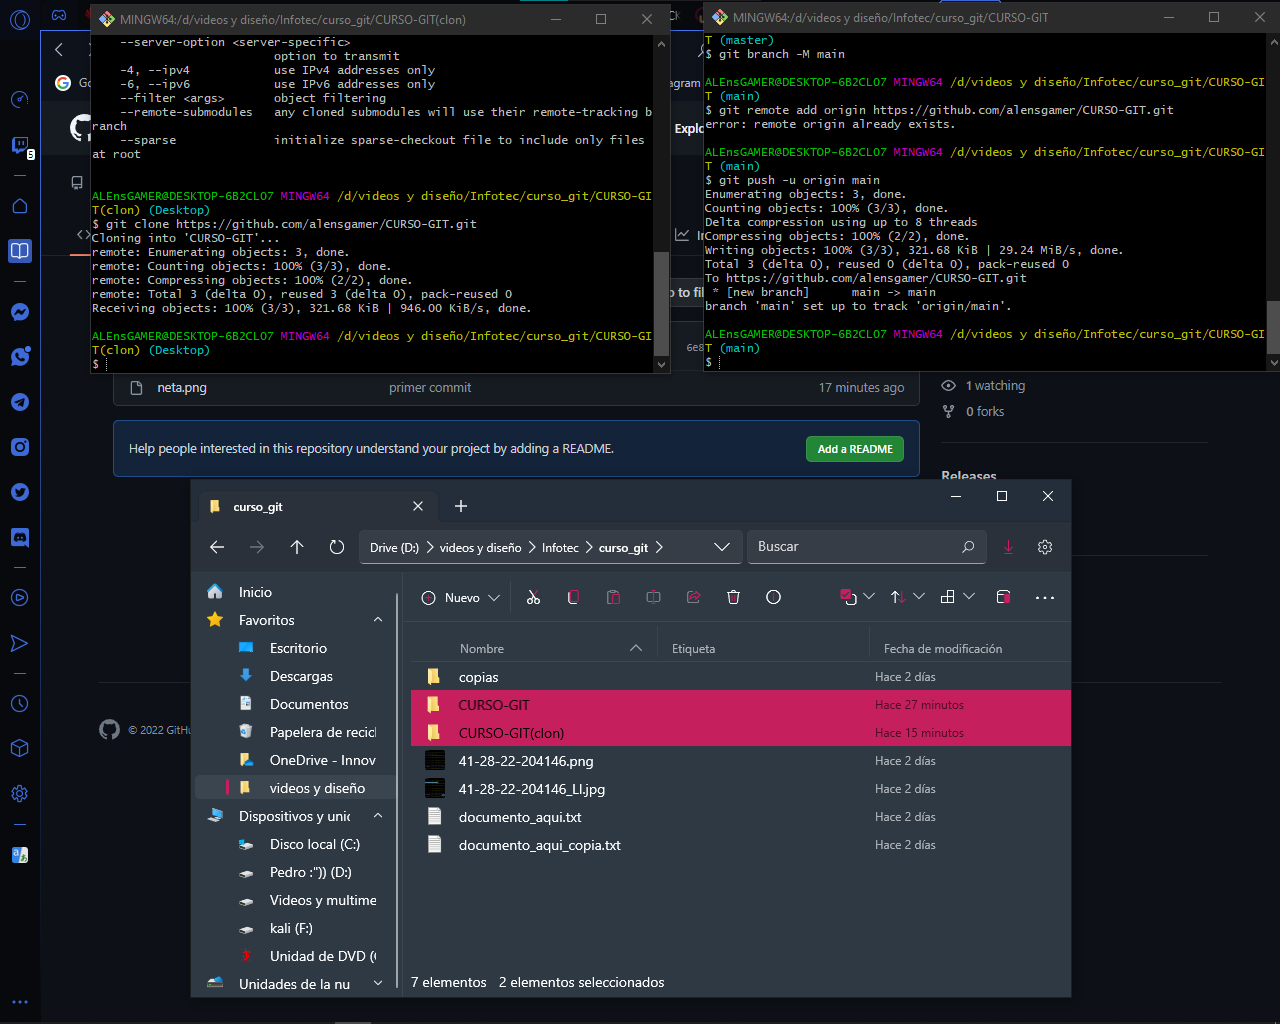 MINGW64:/d/videos y diseño/Infotec/curso_git/CURSO-GIT(clon)
--server-option <server-specific>
option to transmit
-4, --ipv4 use IPv4 addresses only
-6, --ipv6 use IPv6 addresses only
--filter <args> object filtering
--remote-submodules any cloned submodules will use their remote-tracking b
ranch
--sparse initialize sparse-checkout file to include only files
at root
ALEnsGAMER@DESKTOP-6B2CLO7 MINGW64 /d/videos y diseño/Infotec/curso_git/CURSO-GI
T(clon) (Desktop)
$ git clone https://github.com/alensgamer/CURSO-GIT.git
Cloning into 'CURSO-GIT'...
remote: Enumerating objects: 3, done.
remote: Counting objects: 100% (3/3), done.
remote: Compressing objects: 100% (2/2), done.
remote: Total 3 (delta 0), reused 3 (delta 0), pack-reused 0
Receiving objects: 100% (3/3), 321.68 KiB | 946.00 KiB/s, done.
ALEnsGAMER@DESKTOP-6B2CLO7 MINGW64 /d/videos y diseño/Infotec/curso_git/CURSO-GI
T(clon) (Desktop)
$
MINGW64:/d/videos y diseño/Infotec/curso_git/CURSO-GIT
T (master)
$ git branch -M main
ALEnsGAMER@DESKTOP-6B2CLO7 MINGW64 /d/videos y diseño/Infotec/curso_git/CURSO-GI
T (main)
$ git remote add origin https://github.com/alensgamer/CURSO-GIT.git
error: remote origin already exists.
ALEnsGAMER@DESKTOP-6B2CLO7 MINGW64 /d/videos y diseño/Infotec/curso_git/CURSO-GI
T (main)
$ git push -u origin main
Enumerating objects: 3, done.
Counting objects: 100% (3/3), done.
Delta compression using up to 8 threads
Compressing objects: 100% (2/2), done.
Writing objects: 100% (3/3), 321.68 KiB | 29.24 MiB/s, done.
Total 3 (delta 0), reused 0 (delta 0), pack-reused 0
To https://github.com/alensgamer/CURSO-GIT.git
* [new branch] main -> main
branch 'main' set up to track 'origin/main'.
ALEnsGAMER@DESKTOP-6B2CLO7 MINGW64 /d/videos y diseño/Infotec/curso_git/CURSO-GI
T (main)
$
5
Go
agram
Explo
In
o to fil
6e8
neta.png primer commit 17 minutes ago
1 watching
0 forks
Help people interested in this repository understand your project by adding a README.
Add a README
Releases
© 2022 GitHu
curso_git
Drive (D:) videos y diseño Infotec curso_git
Buscar
Inicio
Favoritos
Escritorio
Descargas
Documentos
Papelera de recicl
OneDrive - Innov
videos y diseño
Dispositivos y unic
Disco local (C:)
Pedro :")) (D:)
Videos y multime
kali (F:)
Unidad de DVD (
Unidades de la nu
Nuevo
Nombre Etiqueta Fecha de modificación
copias Hace 2 días
CURSO-GIT Hace 27 minutos
CURSO-GIT(clon) Hace 15 minutos
41-28-22-204146.png Hace 2 días
41-28-22-204146_LI.jpg Hace 2 días
documento_aqui.txt Hace 2 días
documento_aqui_copia.txt Hace 2 días
7 elementos 2 elementos seleccionados